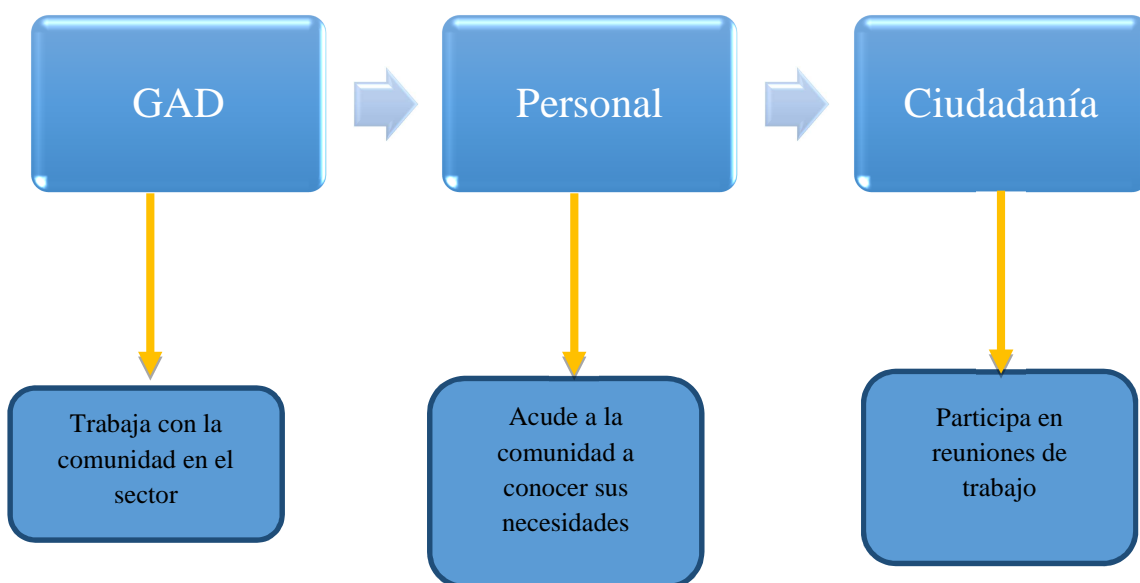 GAD
Personal
Ciudadanía
Trabaja con la
comunidad en el
sector
Acude a la
comunidad a
conocer sus
necesidades
Participa en
reuniones de
trabajo